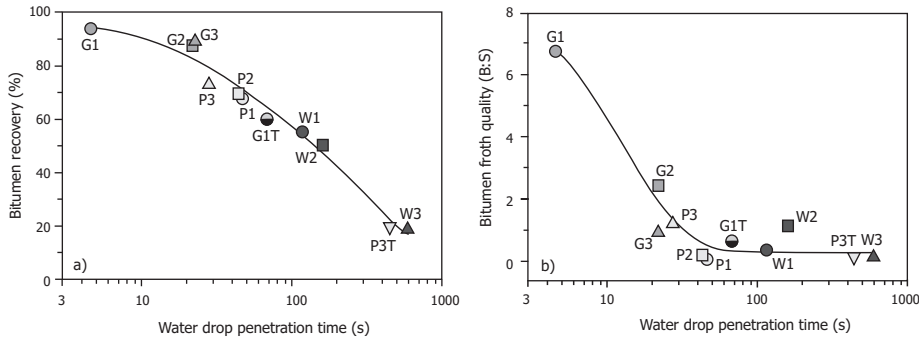 100
80
60
40
20
0
Bitumen recovery (%)
G1
G2
G3
P3
P2
P1
G1T
W1
W2
P3T
W3
a)
3
10
100
1000
Water drop penetration time (s)
8
6
4
2
0
Bitumen froth quality (B:S)
G1
G2
G3
P3
P2
P1
G1T
W1
W2
P3T
W3
b)
3
10
100
1000
Water drop penetration time (s)